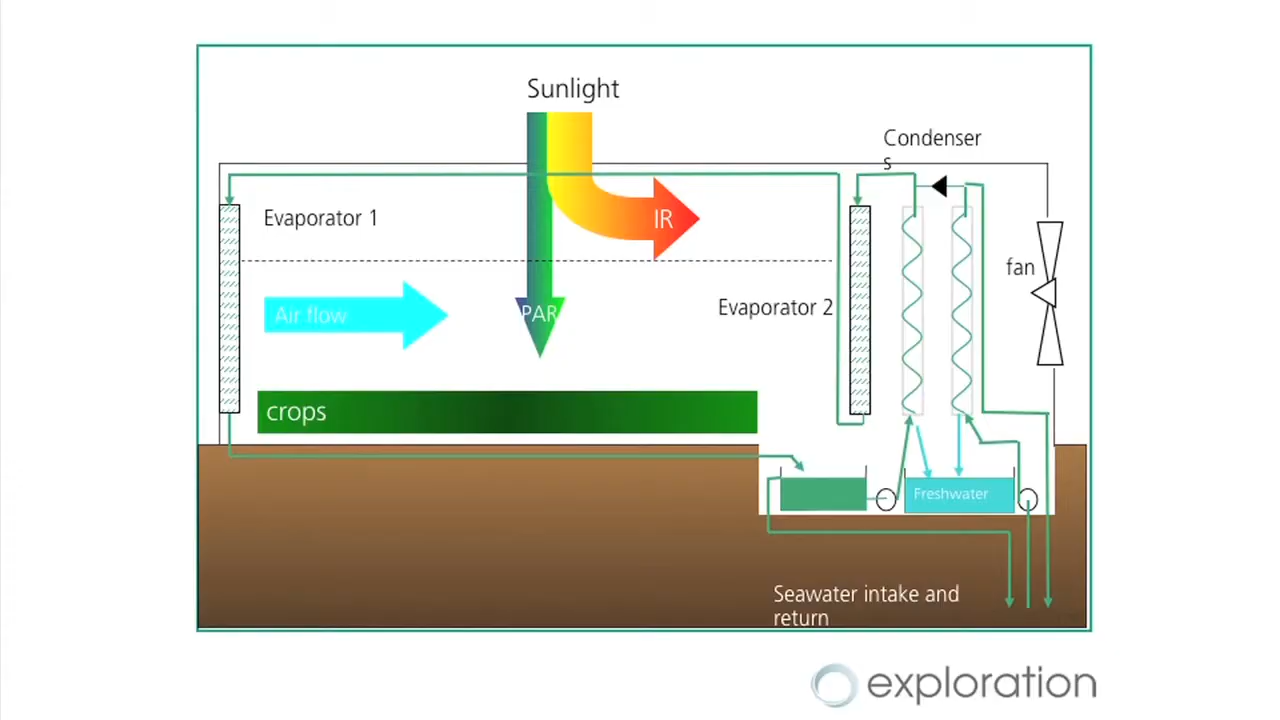 Sunlight
Condenser
s
IR
Evaporator 1
fan
Evaporator 2
Air flow
PAR
crops
Freshwater
Seawater intake and
return
exploration